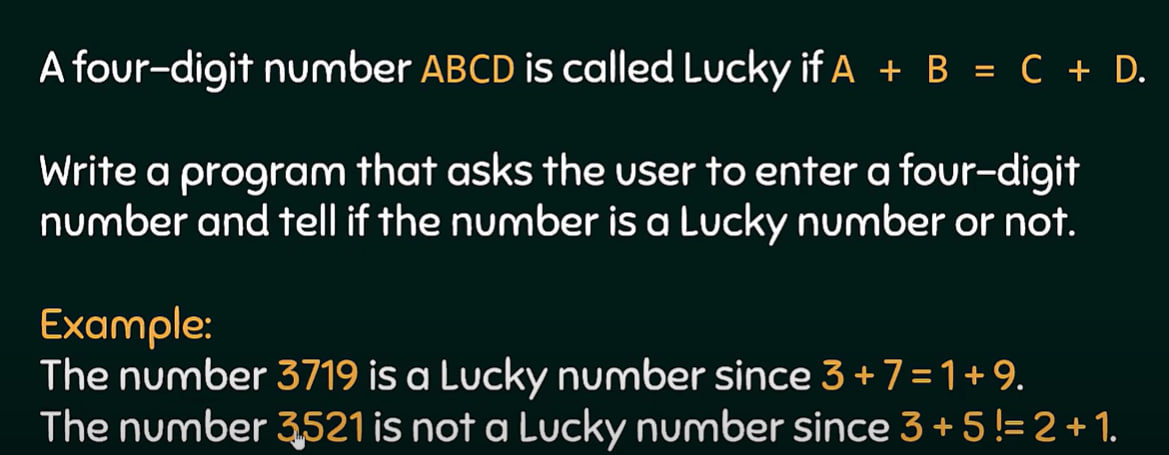 A four-digit number ABCD is called Lucky if A + B = C + D.
Write a program that asks the user to enter a four-digit
number and tell if the number is a Lucky number or not.
Example:
The number 3719 is a Lucky number since 3 + 7 = 1 + 9.
The number 3521 is not a Lucky number since 3 + 5 != 2 + 1.